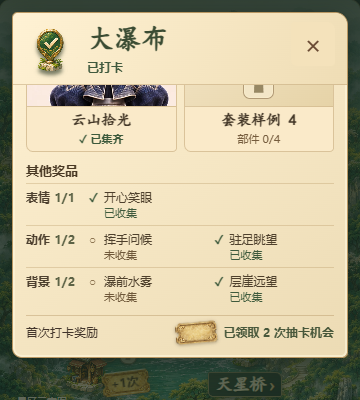 大瀑布
已打卡
云山拾光
✓ 已集齐
套装样例 4
部件 0/4
其他奖品
表情 1/1 ✓ 开心笑眼
已收集
动作 1/2 ○ 挥手问候 ✓ 驻足眺望
未收集 已收集
背景 1/2 ○ 瀑前水雾 ✓ 层崖远望
未收集 已收集
首次打卡奖励 已领取 2 次抽卡机会
+1次
天星桥 ›